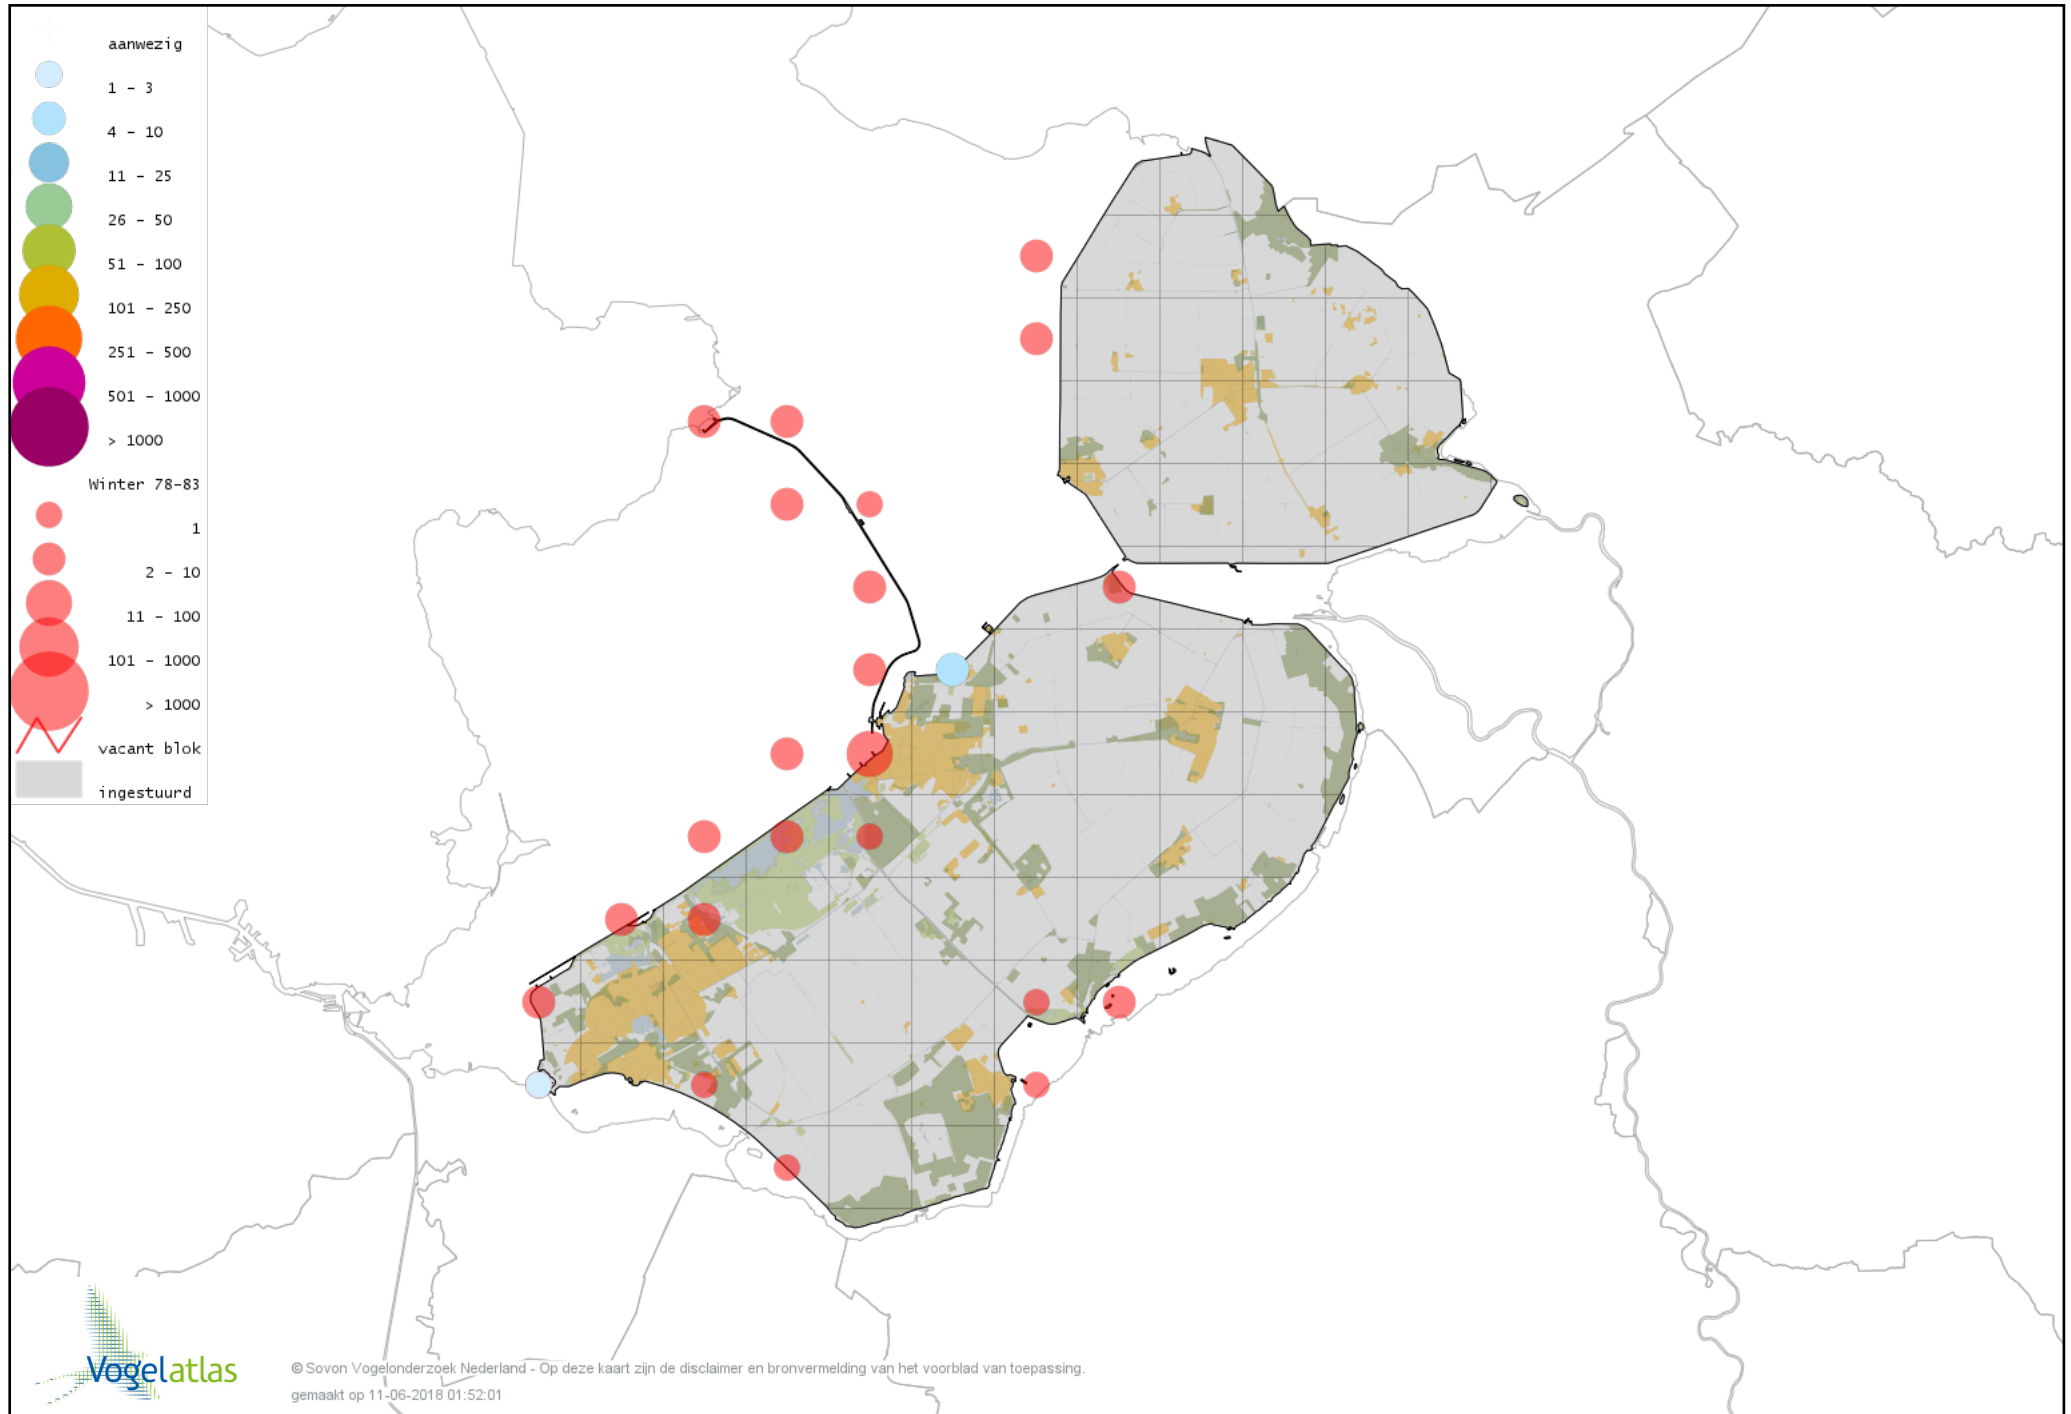 aanwezig
1 - 3
4 - 10
11 - 25
26 - 50
51 - 100
101 - 250
251 - 500
501 - 1000
> 1000
Winter 78-83
1
2 - 10
11 - 100
101 - 1000
> 1000
vacant blok
ingestuurd
Vogelatlas
© Sovon Vogelonderzoek Nederland - Op deze kaart zijn de disclaimer en bronvermelding van het voorblad van toepassing.
gemaakt op 11-06-2018 01:52:01